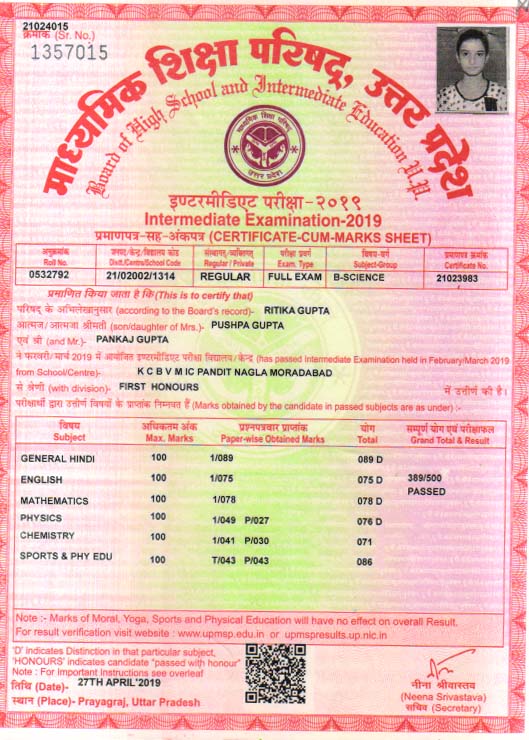 21024015
क्रमांक (Sr. No.)
1357015
माध्यमिक शिक्षा परिषद, उत्तर प्रदेश
Board of High School and Intermediate Education U.P.
माध्यमिक शिक्षा परिषद्
उत्तर प्रदेश
इण्टरमीडिएट परीक्षा-२०१९
Intermediate Examination-2019
प्रमाणपत्र-सह-अंकपत्र (CERTIFICATE-CUM-MARKS SHEET)
अनुक्रमांक जनपद/केन्द्र/विद्यालय कोड संस्थागत/व्यक्तिगत परीक्षा प्रवर्ग विषय-वर्ग प्रमाणपत्र क्रमांक
Roll No. Distt./Centre/School Code Regular / Private Exam. Type Subject-Group Certificate No.
0532792 21/02002/1314 REGULAR FULL EXAM B-SCIENCE 21023983
प्रमाणित किया जाता है कि (This is to certify that)
परिषद के अभिलेखानुसार (according to the Board's record)- RITIKA GUPTA
आत्मज/आत्मजा श्रीमती (son/daughter of Mrs.)- PUSHPA GUPTA
एवं श्री (and Mr.)- PANKAJ GUPTA
ने फरवरी/मार्च 2019 में आयोजित इण्टरमीडिएट परीक्षा विद्यालय/केन्द्र (has passed Intermediate Examination held in February/March 2019
from School/Centre)- K C B V M IC PANDIT NAGLA MORADABAD
से श्रेणी (with division)- FIRST HONOURS में उत्तीर्ण की है।
परीक्षार्थी द्वारा उत्तीर्ण विषयों के प्राप्तांक निम्नवत हैं (Marks obtained by the candidate in passed subjects are as under) :-
विषय अधिकतम अंक प्रश्नपत्रवार प्राप्तांक योग सम्पूर्ण योग एवं परीक्षाफल
Subject Max. Marks Paper-wise Obtained Marks Total Grand Total & Result
GENERAL HINDI 100 1/089 089 D
ENGLISH 100 1/075 075 D 389/500
PASSED
MATHEMATICS 100 1/078 078 D
PHYSICS 100 1/049 P/027 076 D
CHEMISTRY 100 1/041 P/030 071
SPORTS & PHY EDU 100 T/043 P/043 086
Note :- Marks of Moral, Yoga, Sports and Physical Education will have no effect on overall Result.
For result verification visit website : www.upmsp.edu.in or upmspresults.up.nic.in
'D' indicates Distinction in that particular subject,
'HONOURS' indicates candidate "passed with honour"
Note : For Important Instructions see overleaf
तिथि (Date)- 27TH APRIL'2019
स्थान (Place)- Prayagraj, Uttar Pradesh
नीना श्रीवास्तव
(Neena Srivastava)
सचिव (Secretary)